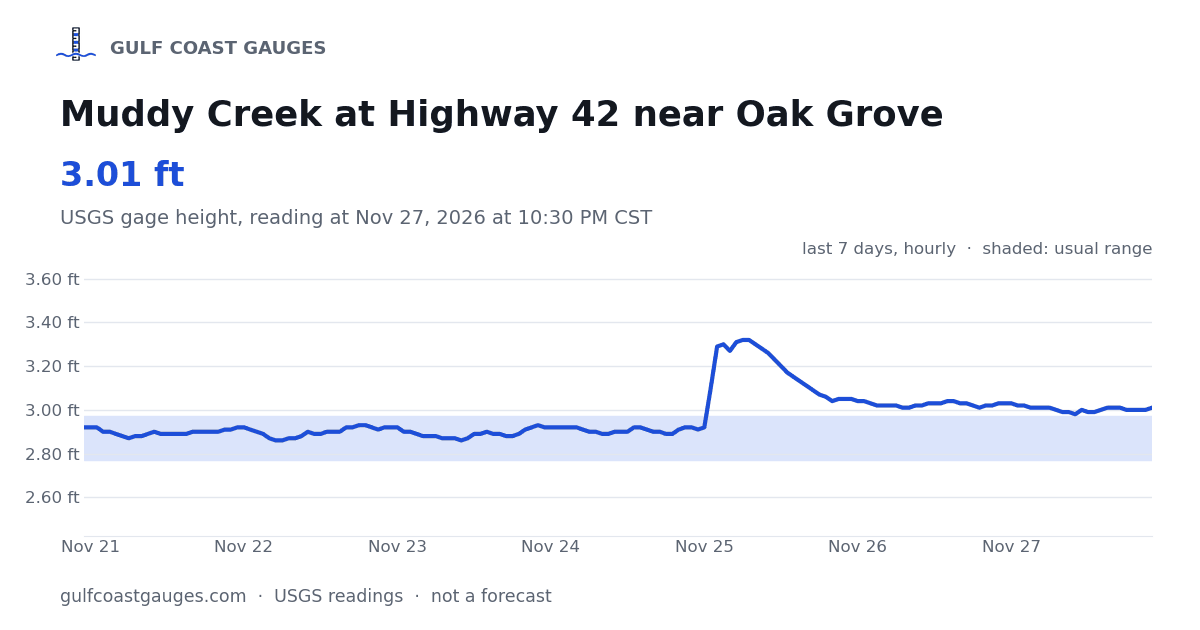 GULF COAST GAUGES
Muddy Creek at Highway 42 near Oak Grove
3.01 ft
USGS gage height, reading at Nov 27, 2026 at 10:30 PM CST
last 7 days, hourly · shaded: usual range
3.60 ft
3.40 ft
3.20 ft
3.00 ft
2.80 ft
2.60 ft
Nov 21 Nov 22 Nov 23 Nov 24 Nov 25 Nov 26 Nov 27
gulfcoastgauges.com · USGS readings · not a forecast